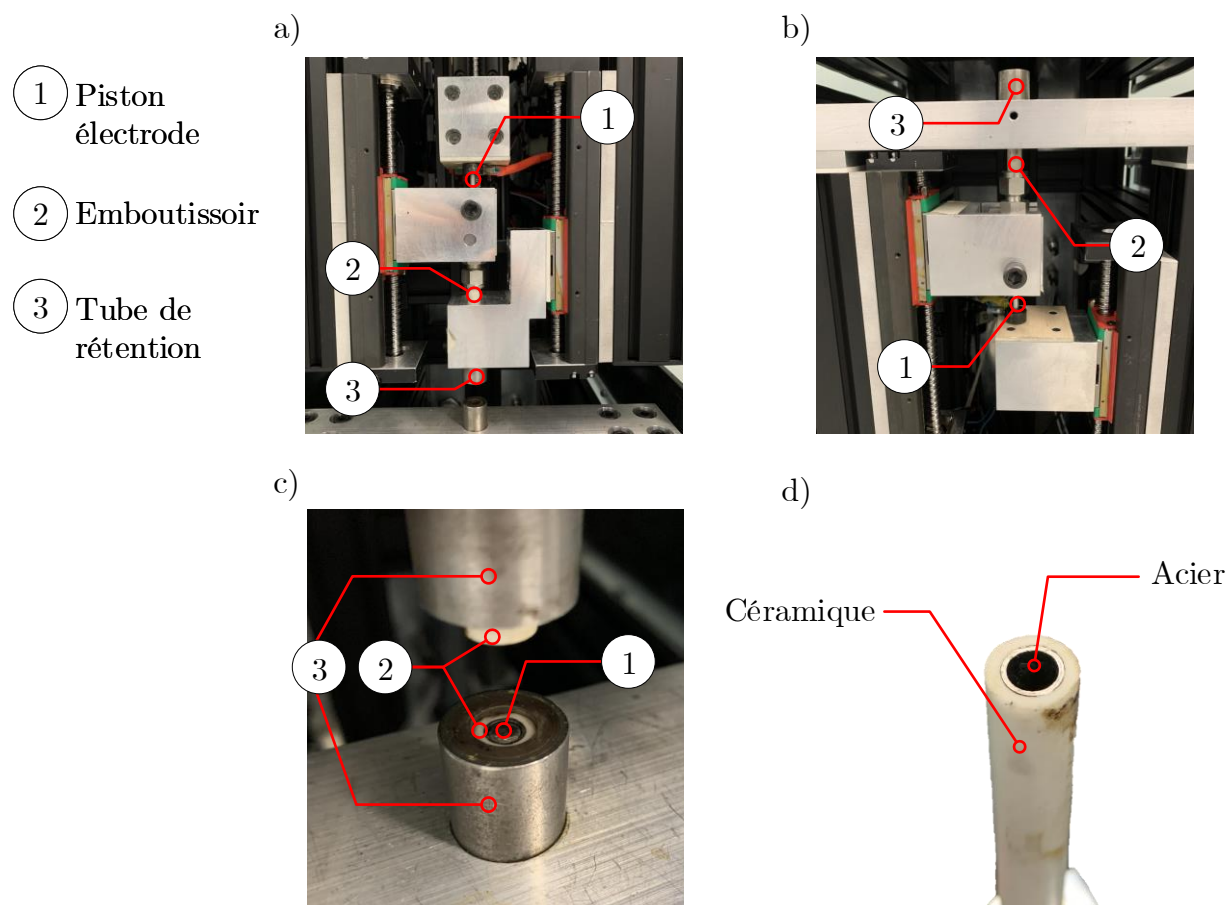 a)
b)
1 Piston
électrode
2 Emboutissoir
3 Tube de
rétention
1
2
3
3
2
1
c)
d)
3
2
1
Acier
Céramique